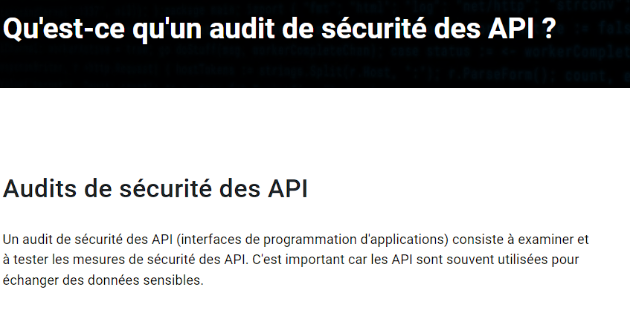 Qu'est-ce qu'un audit de sécurité des API ?
Audits de sécurité des API
Un audit de sécurité des API (interfaces de programmation d'applications) consiste à examiner et
à tester les mesures de sécurité des API. C'est important car les API sont souvent utilisées pour
échanger des données sensibles.